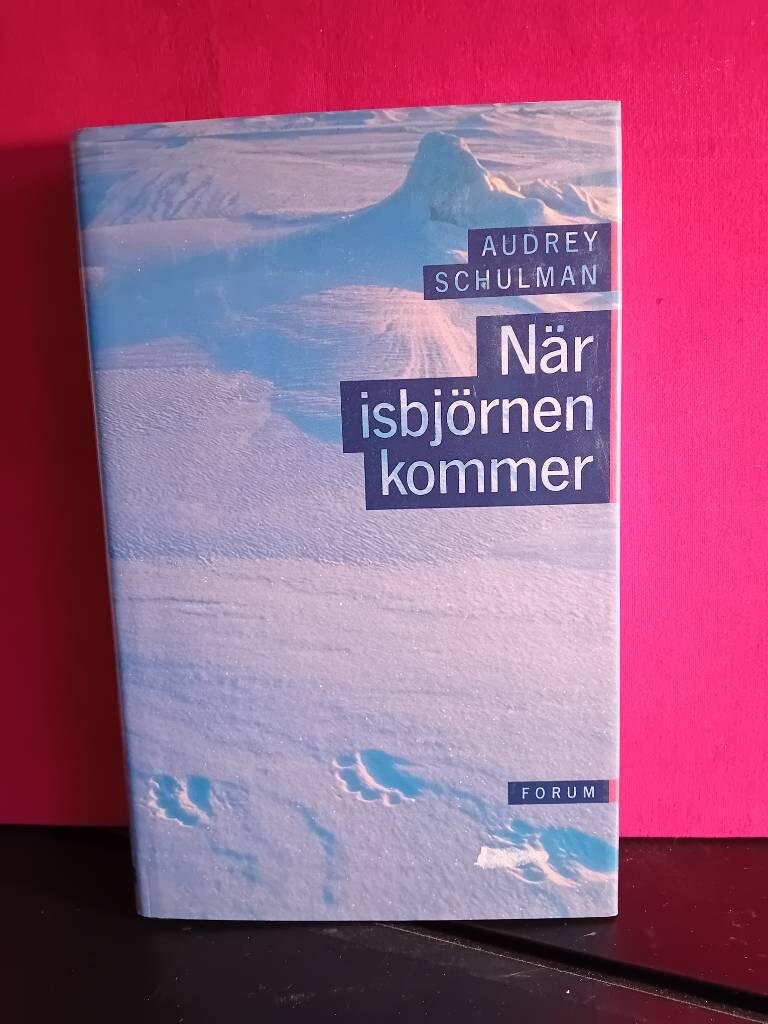 AUDREY
SCHULMAN
När
isbjörnen
kommer
FORUM